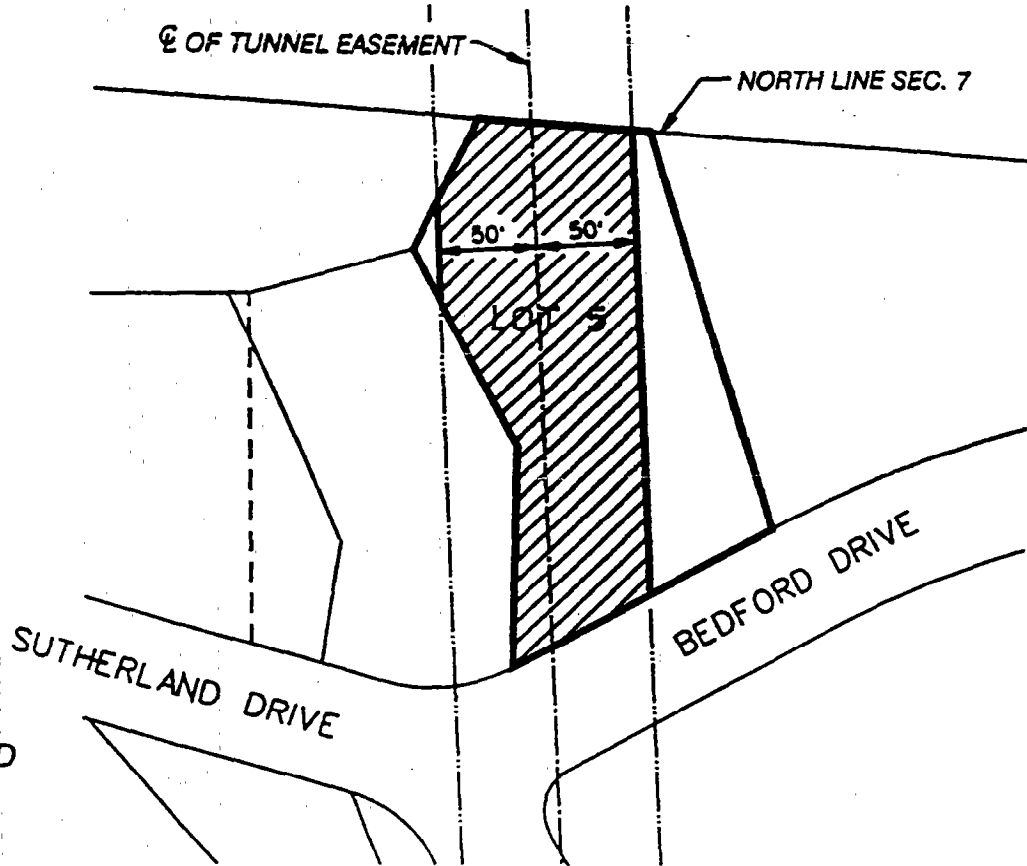 ℄ OF TUNNEL EASEMENT
NORTH LINE SEC. 7
50' 50'
LOT 5
BEDFORD DRIVE
SUTHERLAND DRIVE
D